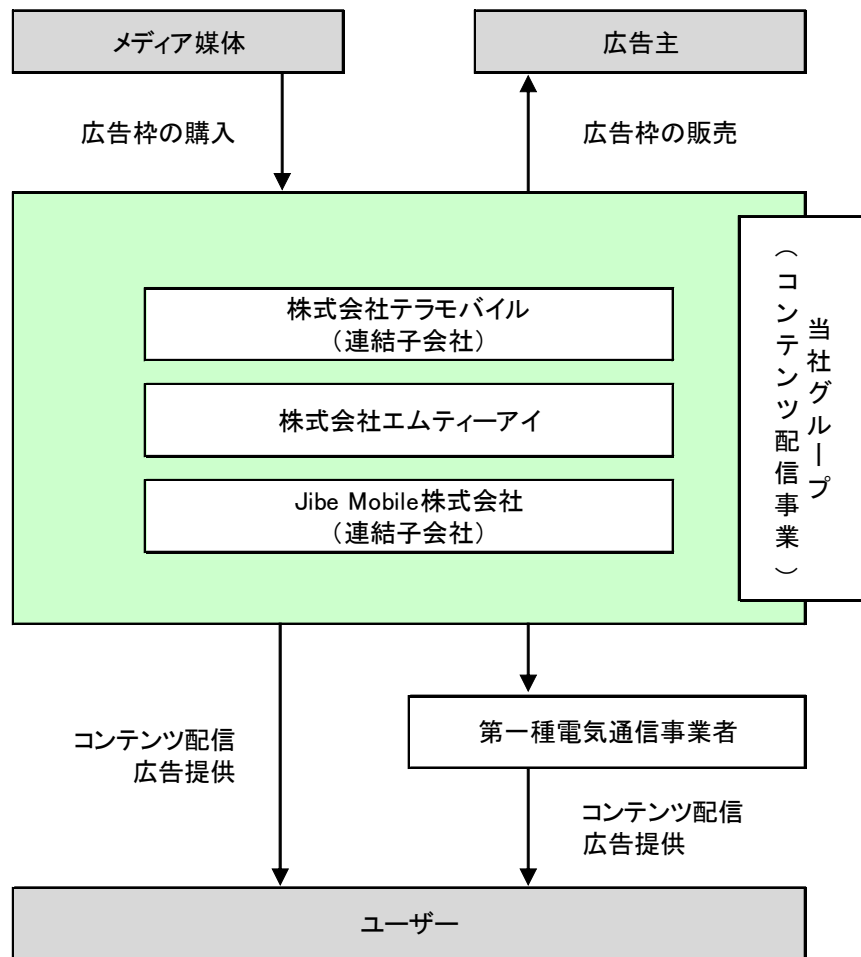 メディア媒体
広告主
広告枠の購入
広告枠の販売
株式会社テラモバイル
（連結子会社）
株式会社エムティーアイ
Jibe Mobile株式会社
（連結子会社）
当社グループ
（コンテンツ配信事業）
コンテンツ配信
広告提供
第一種電気通信事業者
コンテンツ配信
広告提供
ユーザー